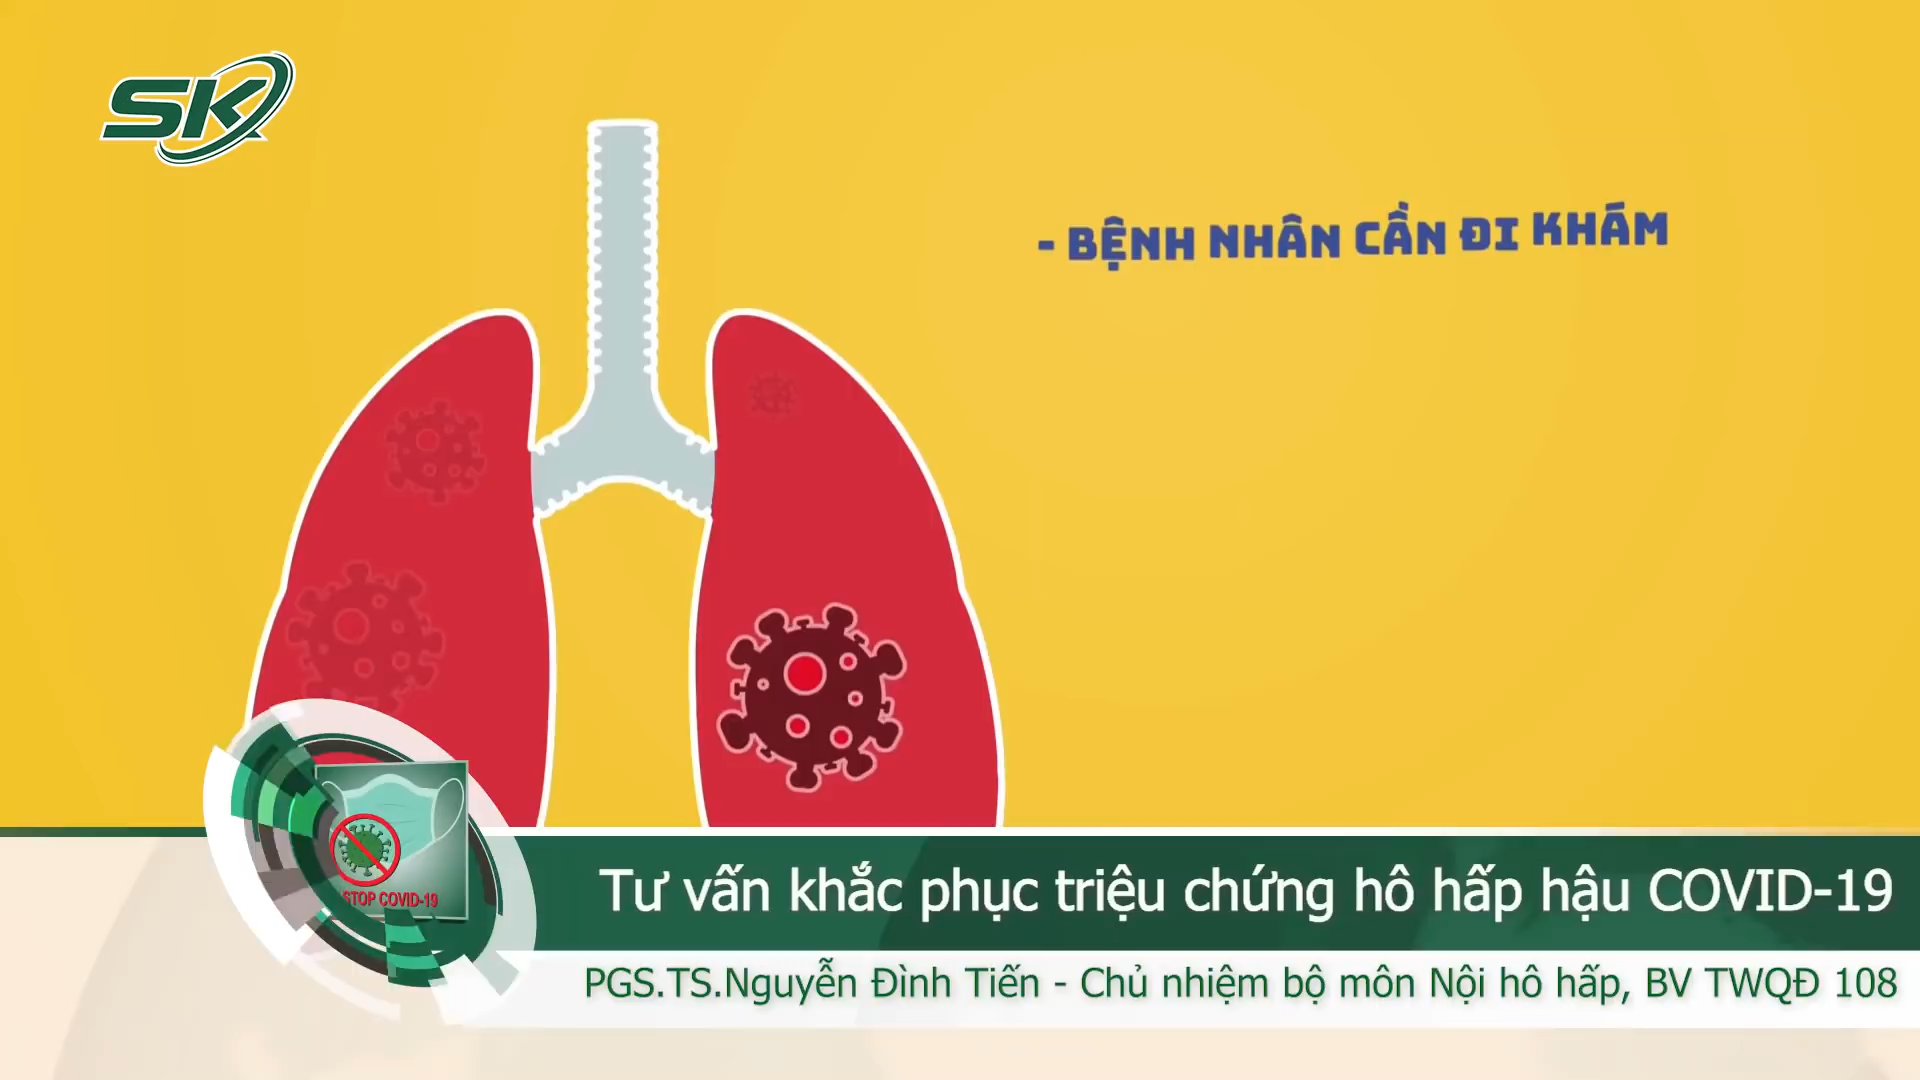 SK
- BỆNH NHÂN CẦN ĐI KHÁM
STOP COVID-19
Tư vấn khắc phục triệu chứng hô hấp hậu COVID-19
PGS.TS.Nguyễn Đình Tiến - Chủ nhiệm bộ môn Nội hô hấp, BV TWQĐ 108